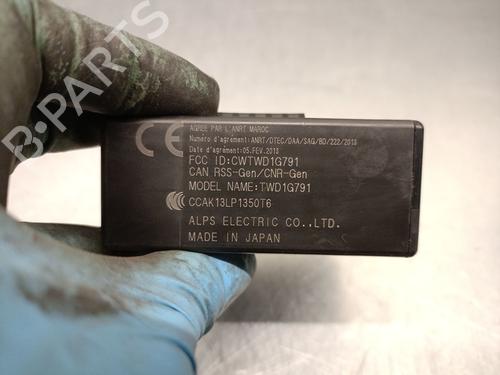 AGREE PAR L'ANRT MAROC
Numéro d'agrément: ANRT/DTEC/DAA/SAG/BD/222/2013
Date d'agrément: 05.FEV.2013
CE
FCC ID:CWTWD1G791
CAN RSS-Gen/CNR-Gen
MODEL NAME:TWD1G791
CCAK13LP1350T6
ALPS ELECTRIC CO.,LTD.
MADE IN JAPAN
B-PARTS